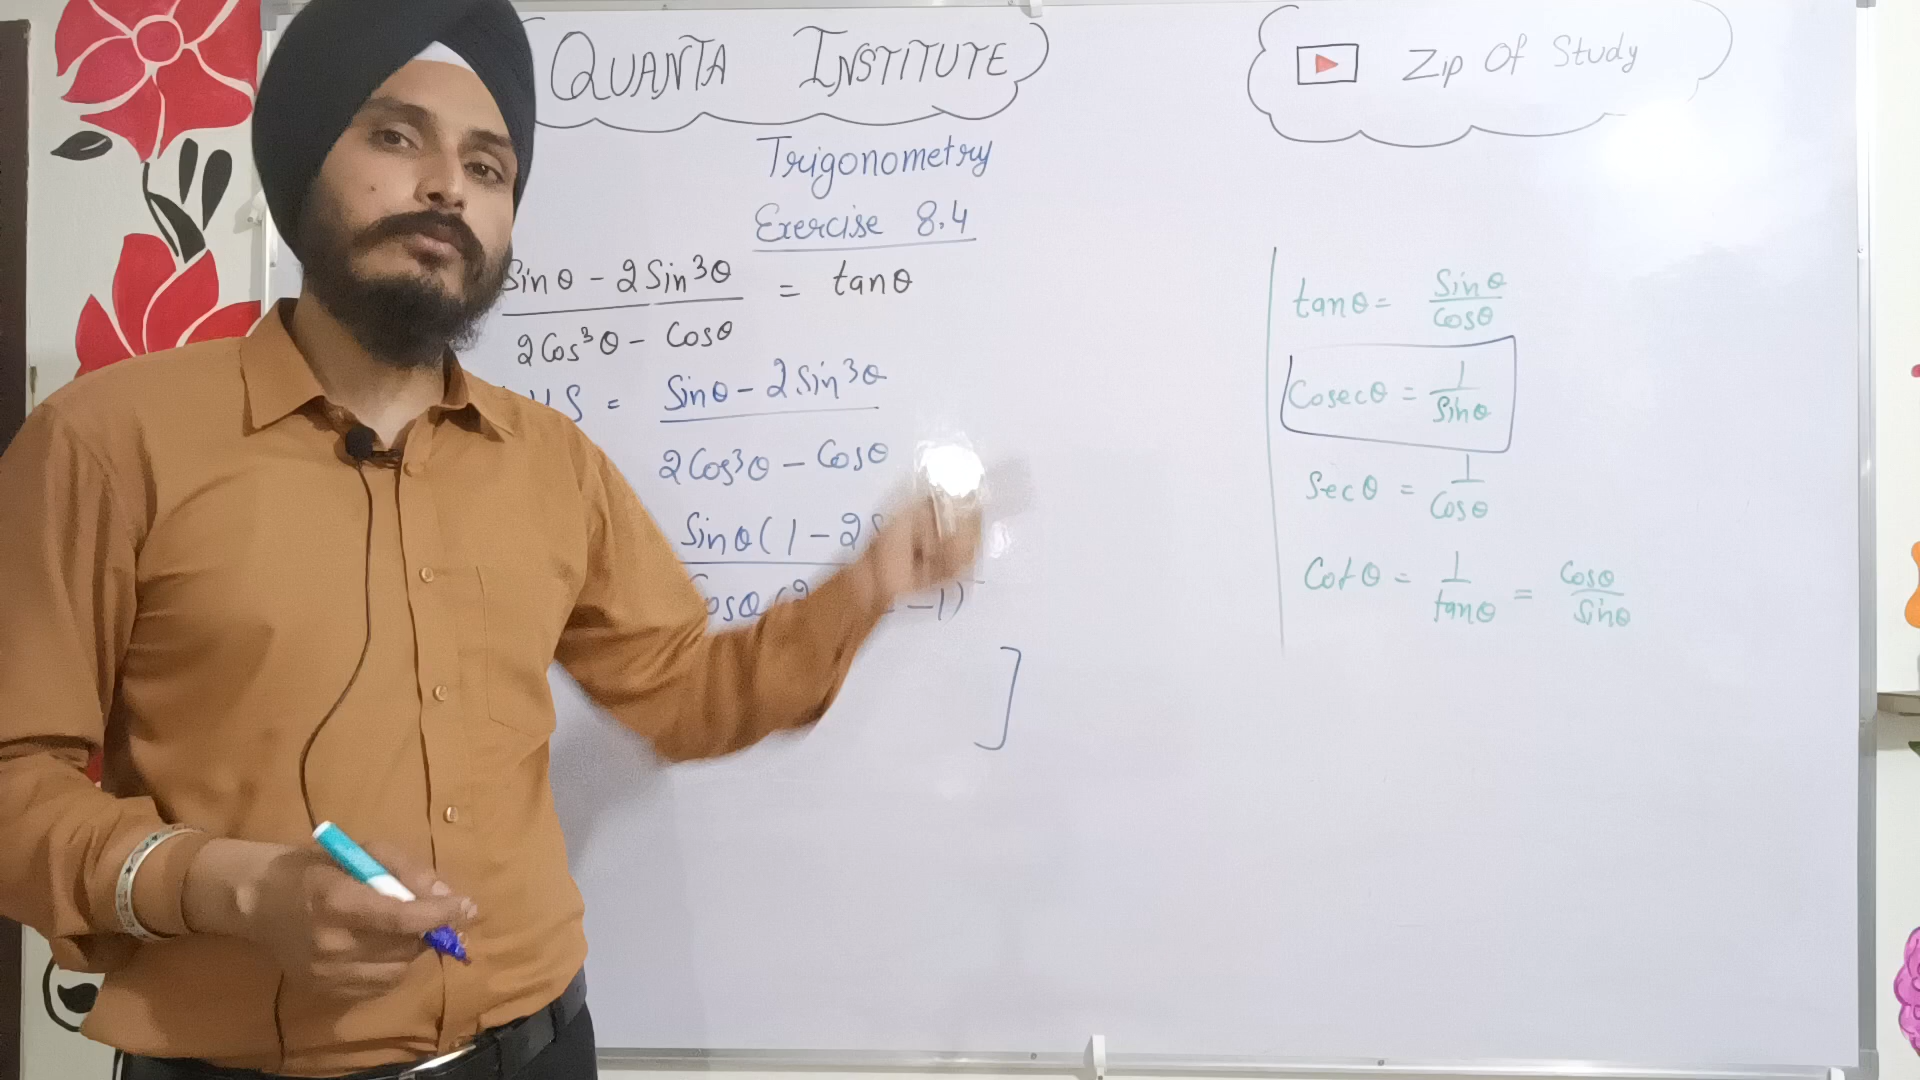 QUANTA INSTITUTE
Zip Of Study
Trigonometry
Exercise 8.4
Sinθ - 2Sin³θ = tanθ
2Cos³θ - Cosθ
S = Sinθ - 2Sin³θ
2Cos³θ - Cosθ
Sinθ(1 - 2
-1)
]
tanθ = Sinθ
Cosθ
Cosecθ = 1
Sinθ
Secθ = 1
Cosθ
Cotθ = 1 = Cosθ
tanθ Sinθ